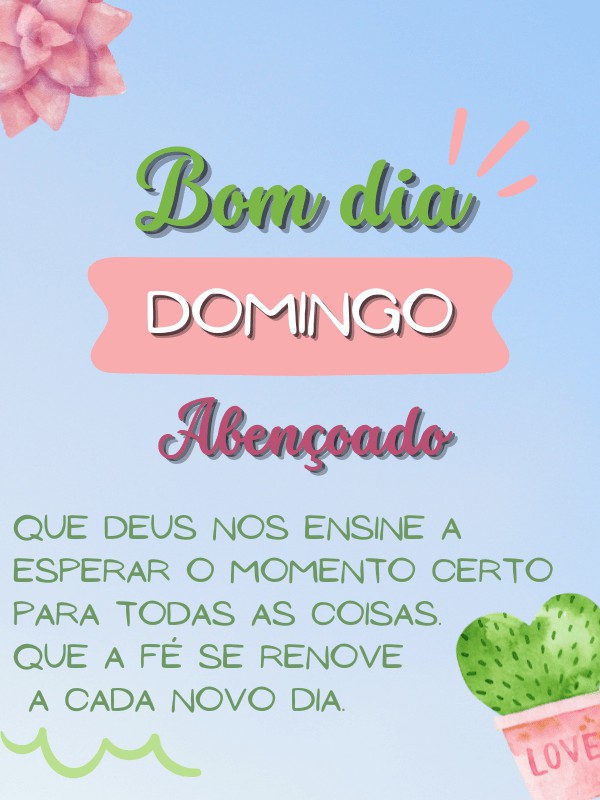 Bom dia
DOMINGO
Abençoado
QUE DEUS NOS ENSINE A
ESPERAR O MOMENTO CERTO
PARA TODAS AS COISAS.
QUE A FÉ SE RENOVE
A CADA NOVO DIA.
LOVE